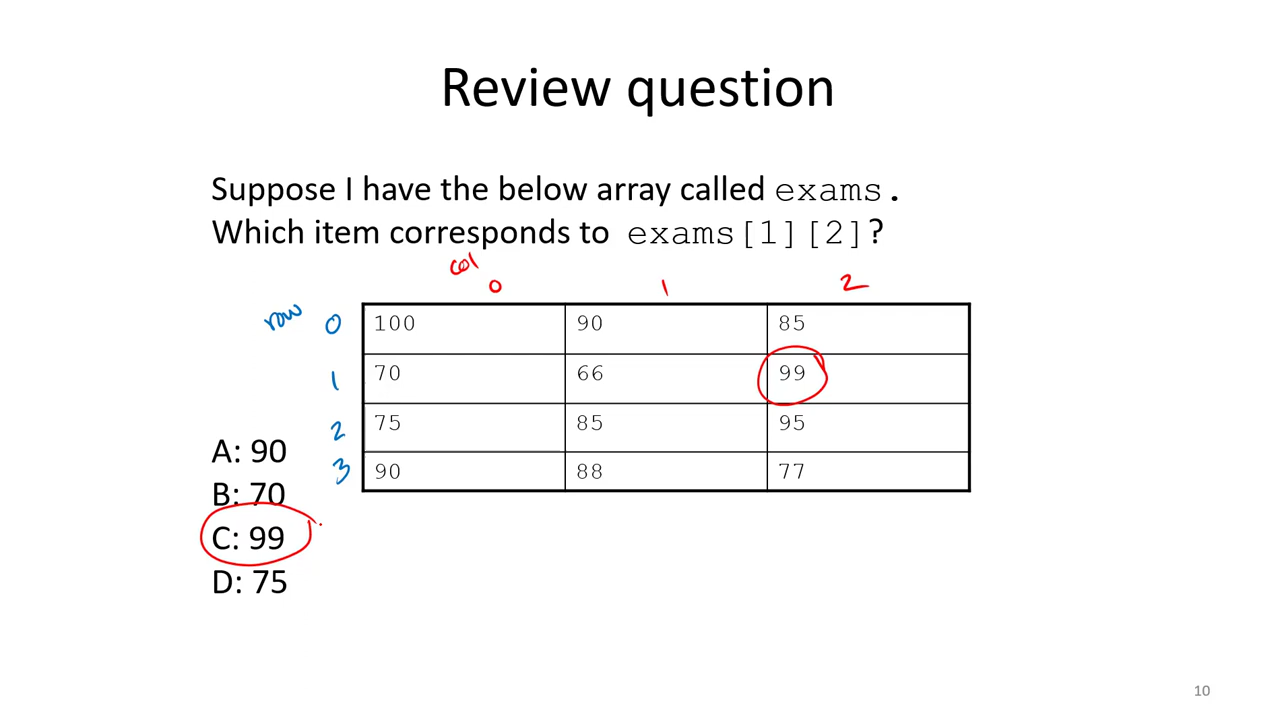 Review question
Suppose I have the below array called exams.
Which item corresponds to exams[1][2]?
col
0 1 2
row 0 100 90 85
1 70 66 99
2 75 85 95
3 90 88 77
A: 90
B: 70
C: 99
D: 75
10